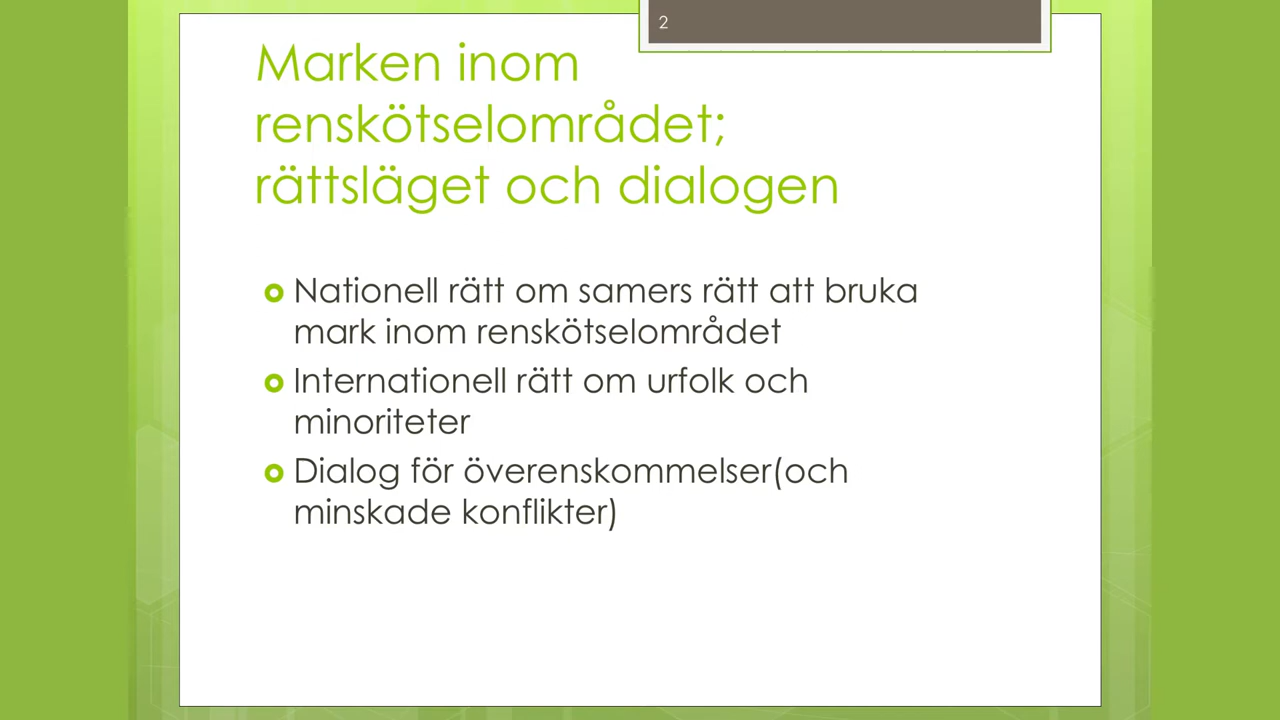 2
Marken inom
renskötselområdet;
rättsläget och dialogen
Nationell rätt om samers rätt att bruka
mark inom renskötselområdet
Internationell rätt om urfolk och
minoriteter
Dialog för överenskommelser(och
minskade konflikter)